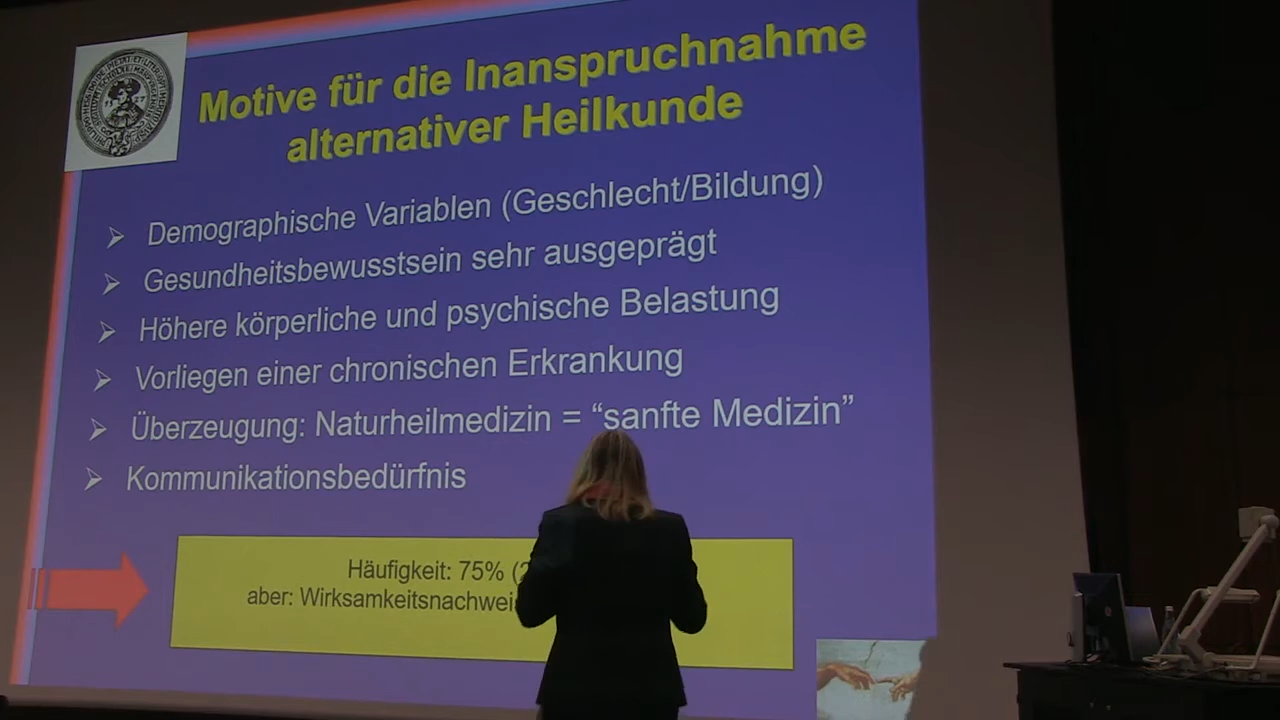 Motive für die Inanspruchnahme
alternativer Heilkunde
Demographische Variablen (Geschlecht/Bildung)
Gesundheitsbewusstsein sehr ausgeprägt
Höhere körperliche und psychische Belastung
Vorliegen einer chronischen Erkrankung
Überzeugung: Naturheilmedizin = “sanfte Medizin”
Kommunikationsbedürfnis
Häufigkeit: 75%
aber: